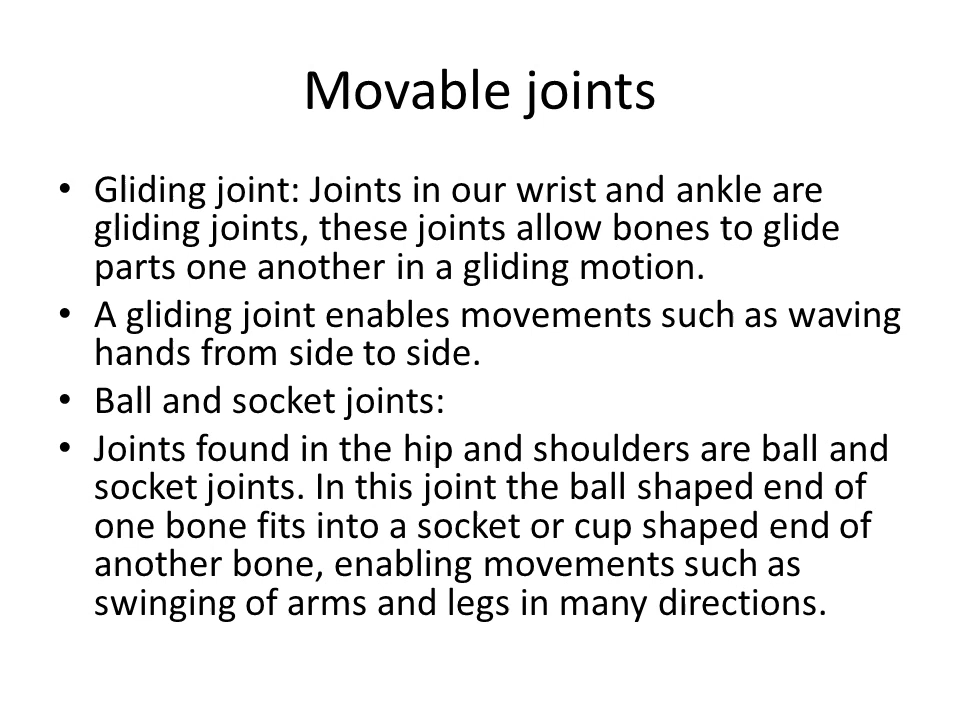 Movable joints
• Gliding joint: Joints in our wrist and ankle are
gliding joints, these joints allow bones to glide
parts one another in a gliding motion.
• A gliding joint enables movements such as waving
hands from side to side.
• Ball and socket joints:
• Joints found in the hip and shoulders are ball and
socket joints. In this joint the ball shaped end of
one bone fits into a socket or cup shaped end of
another bone, enabling movements such as
swinging of arms and legs in many directions.